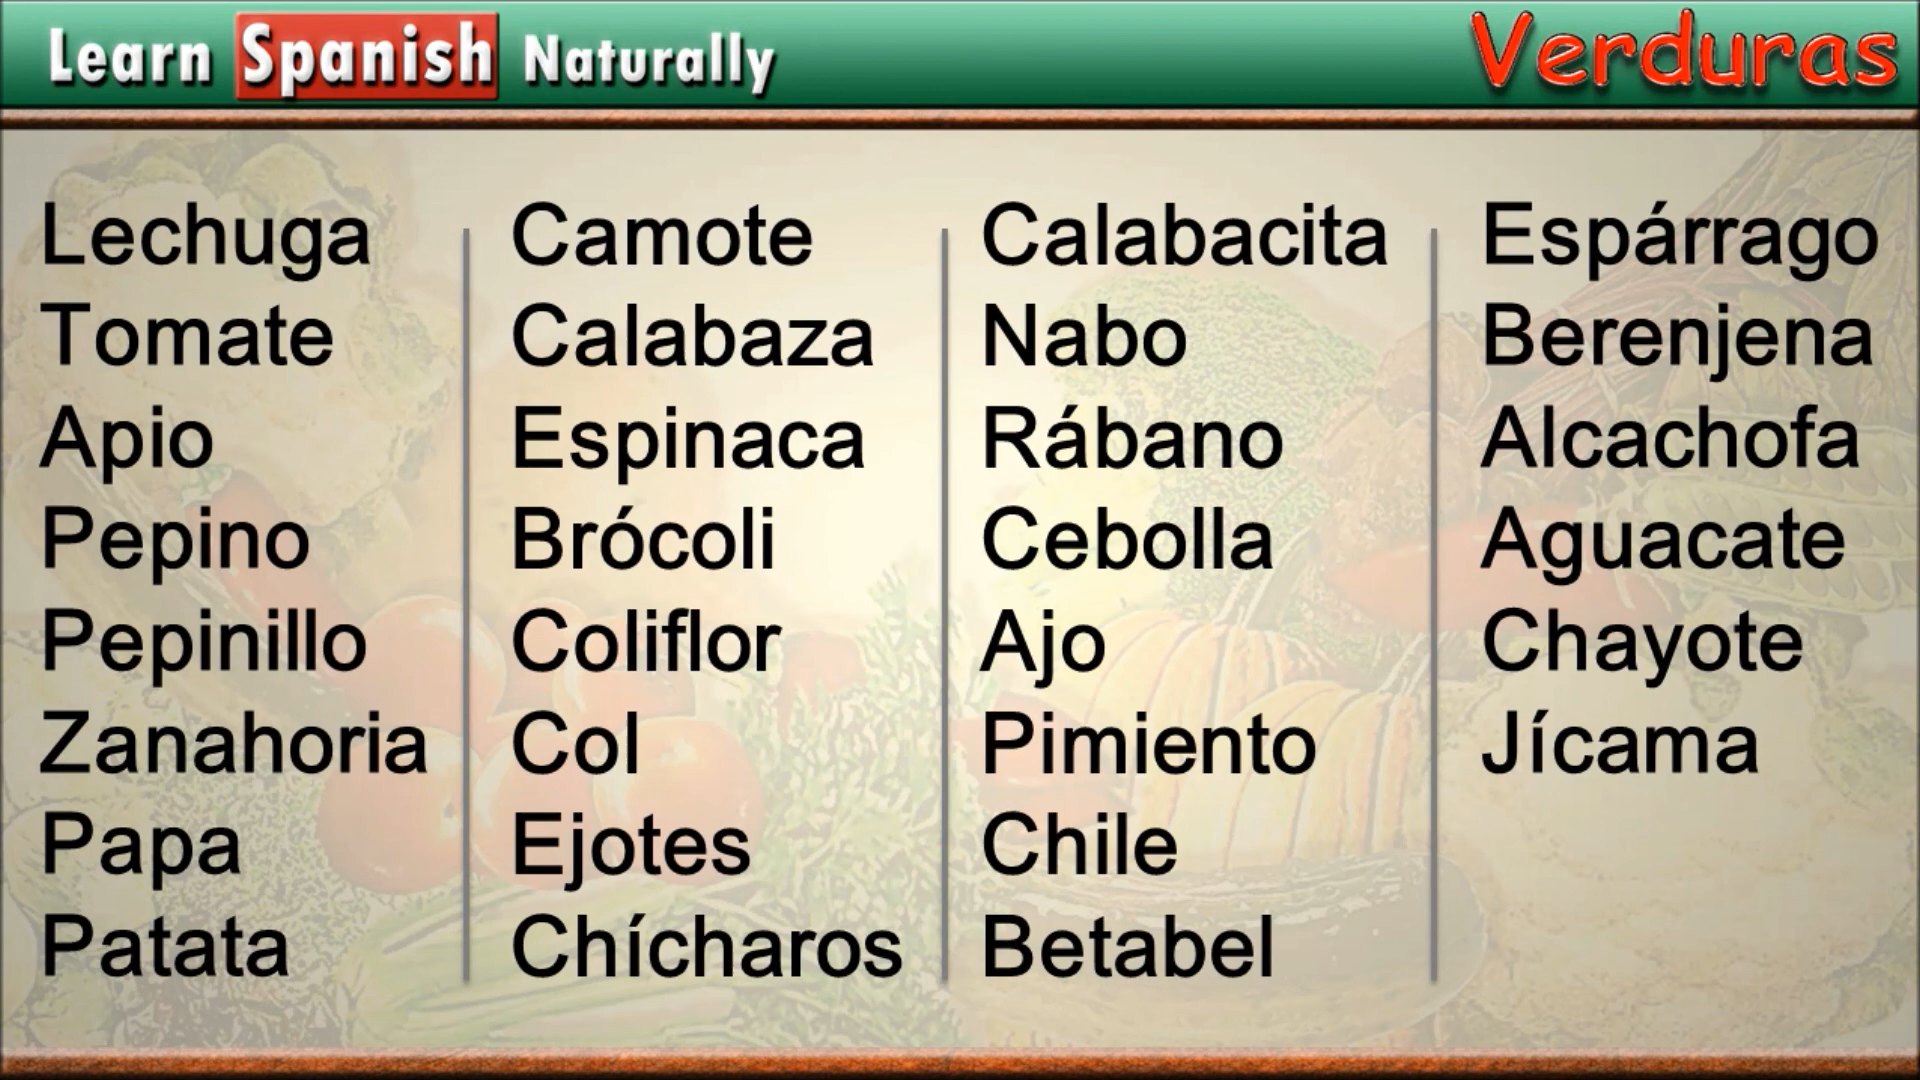 Learn Spanish Naturally
Verduras
Lechuga
Tomate
Apio
Pepino
Pepinillo
Zanahoria
Papa
Patata
Camote
Calabaza
Espinaca
Brócoli
Coliflor
Col
Ejotes
Chícharos
Calabacita
Nabo
Rábano
Cebolla
Ajo
Pimiento
Chile
Betabel
Espárrago
Berenjena
Alcachofa
Aguacate
Chayote
Jícama